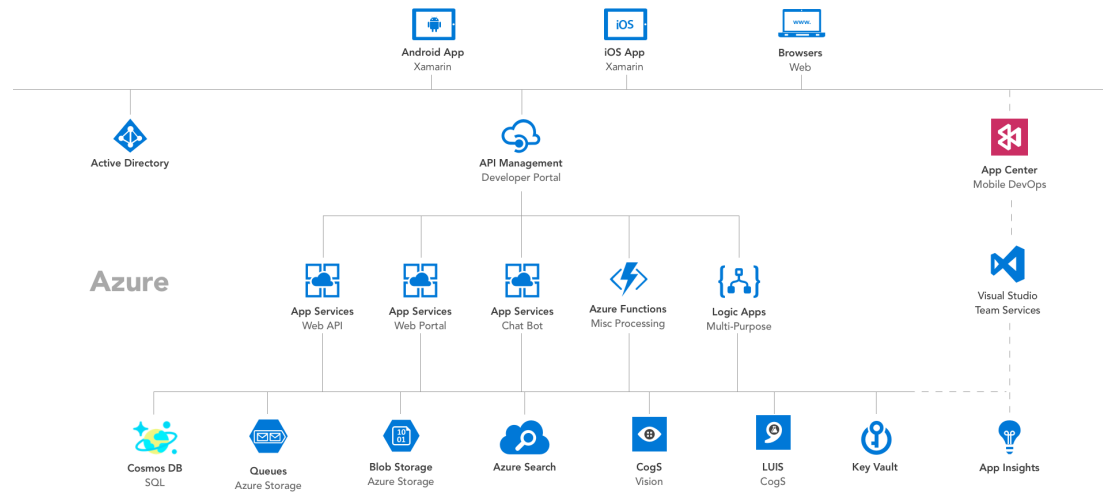 iOS
www.
Android App
Xamarin
iOS App
Xamarin
Browsers
Web
Active Directory
API Management
Developer Portal
App Center
Mobile DevOps
Azure
App Services
Web API
App Services
Web Portal
App Services
Chat Bot
Azure Functions
Misc Processing
Logic Apps
Multi-Purpose
Visual Studio
Team Services
10
01
Cosmos DB
SQL
Queues
Azure Storage
Blob Storage
Azure Storage
Azure Search
CogS
Vision
LUIS
CogS
Key Vault
App Insights